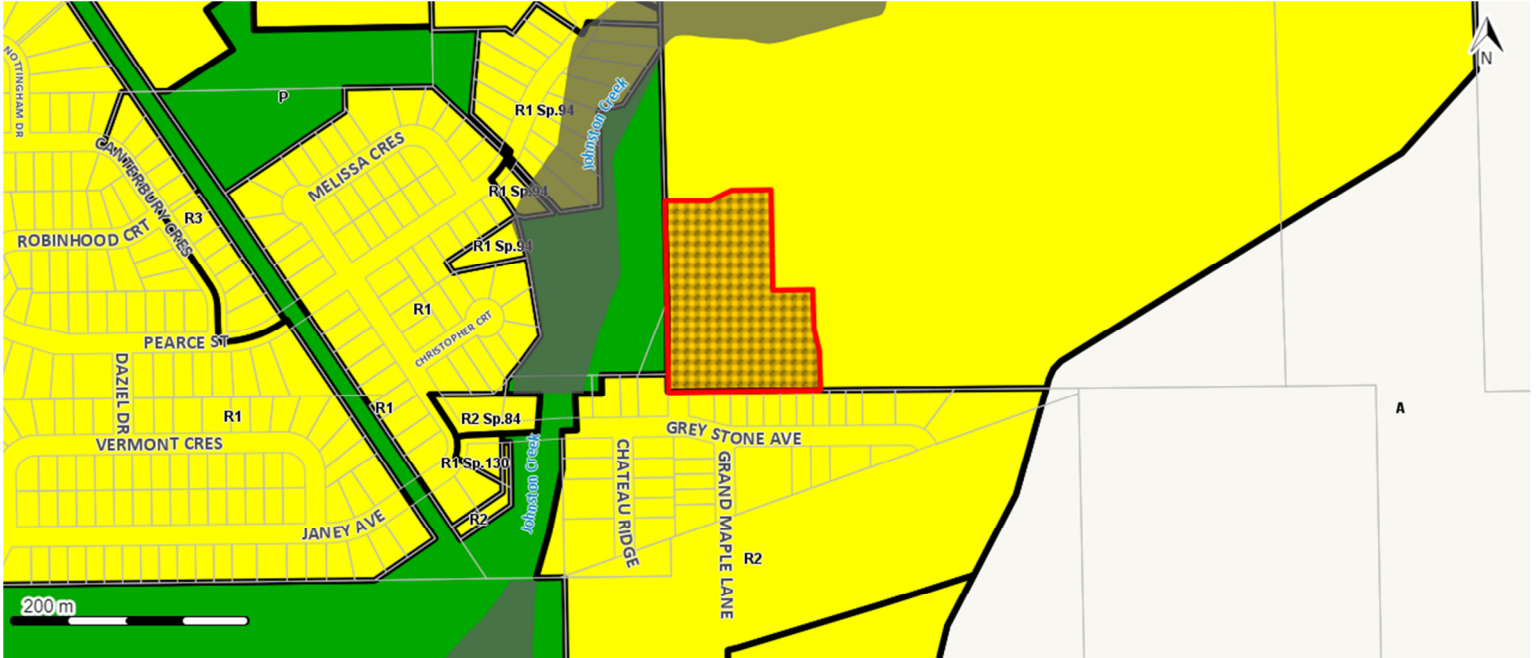 N
NOTTINGHAM DR
P
R1 Sp.94
Johnston Creek
MELISSA CRES
CANTERBURY CRES
R1 Sp.94
R3
ROBINHOOD CRT
R1 Sp.94
R1
CHRISTOPHER CRT
PEARCE ST
DAZIEL DR
R1
R1
R2 Sp.84
A
VERMONT CRES
GREY STONE AVE
R1 Sp.130
Johnston Creek
CHATEAU RIDGE
GRAND MAPLE LANE
R2
JANEY AVE
R2
200 m